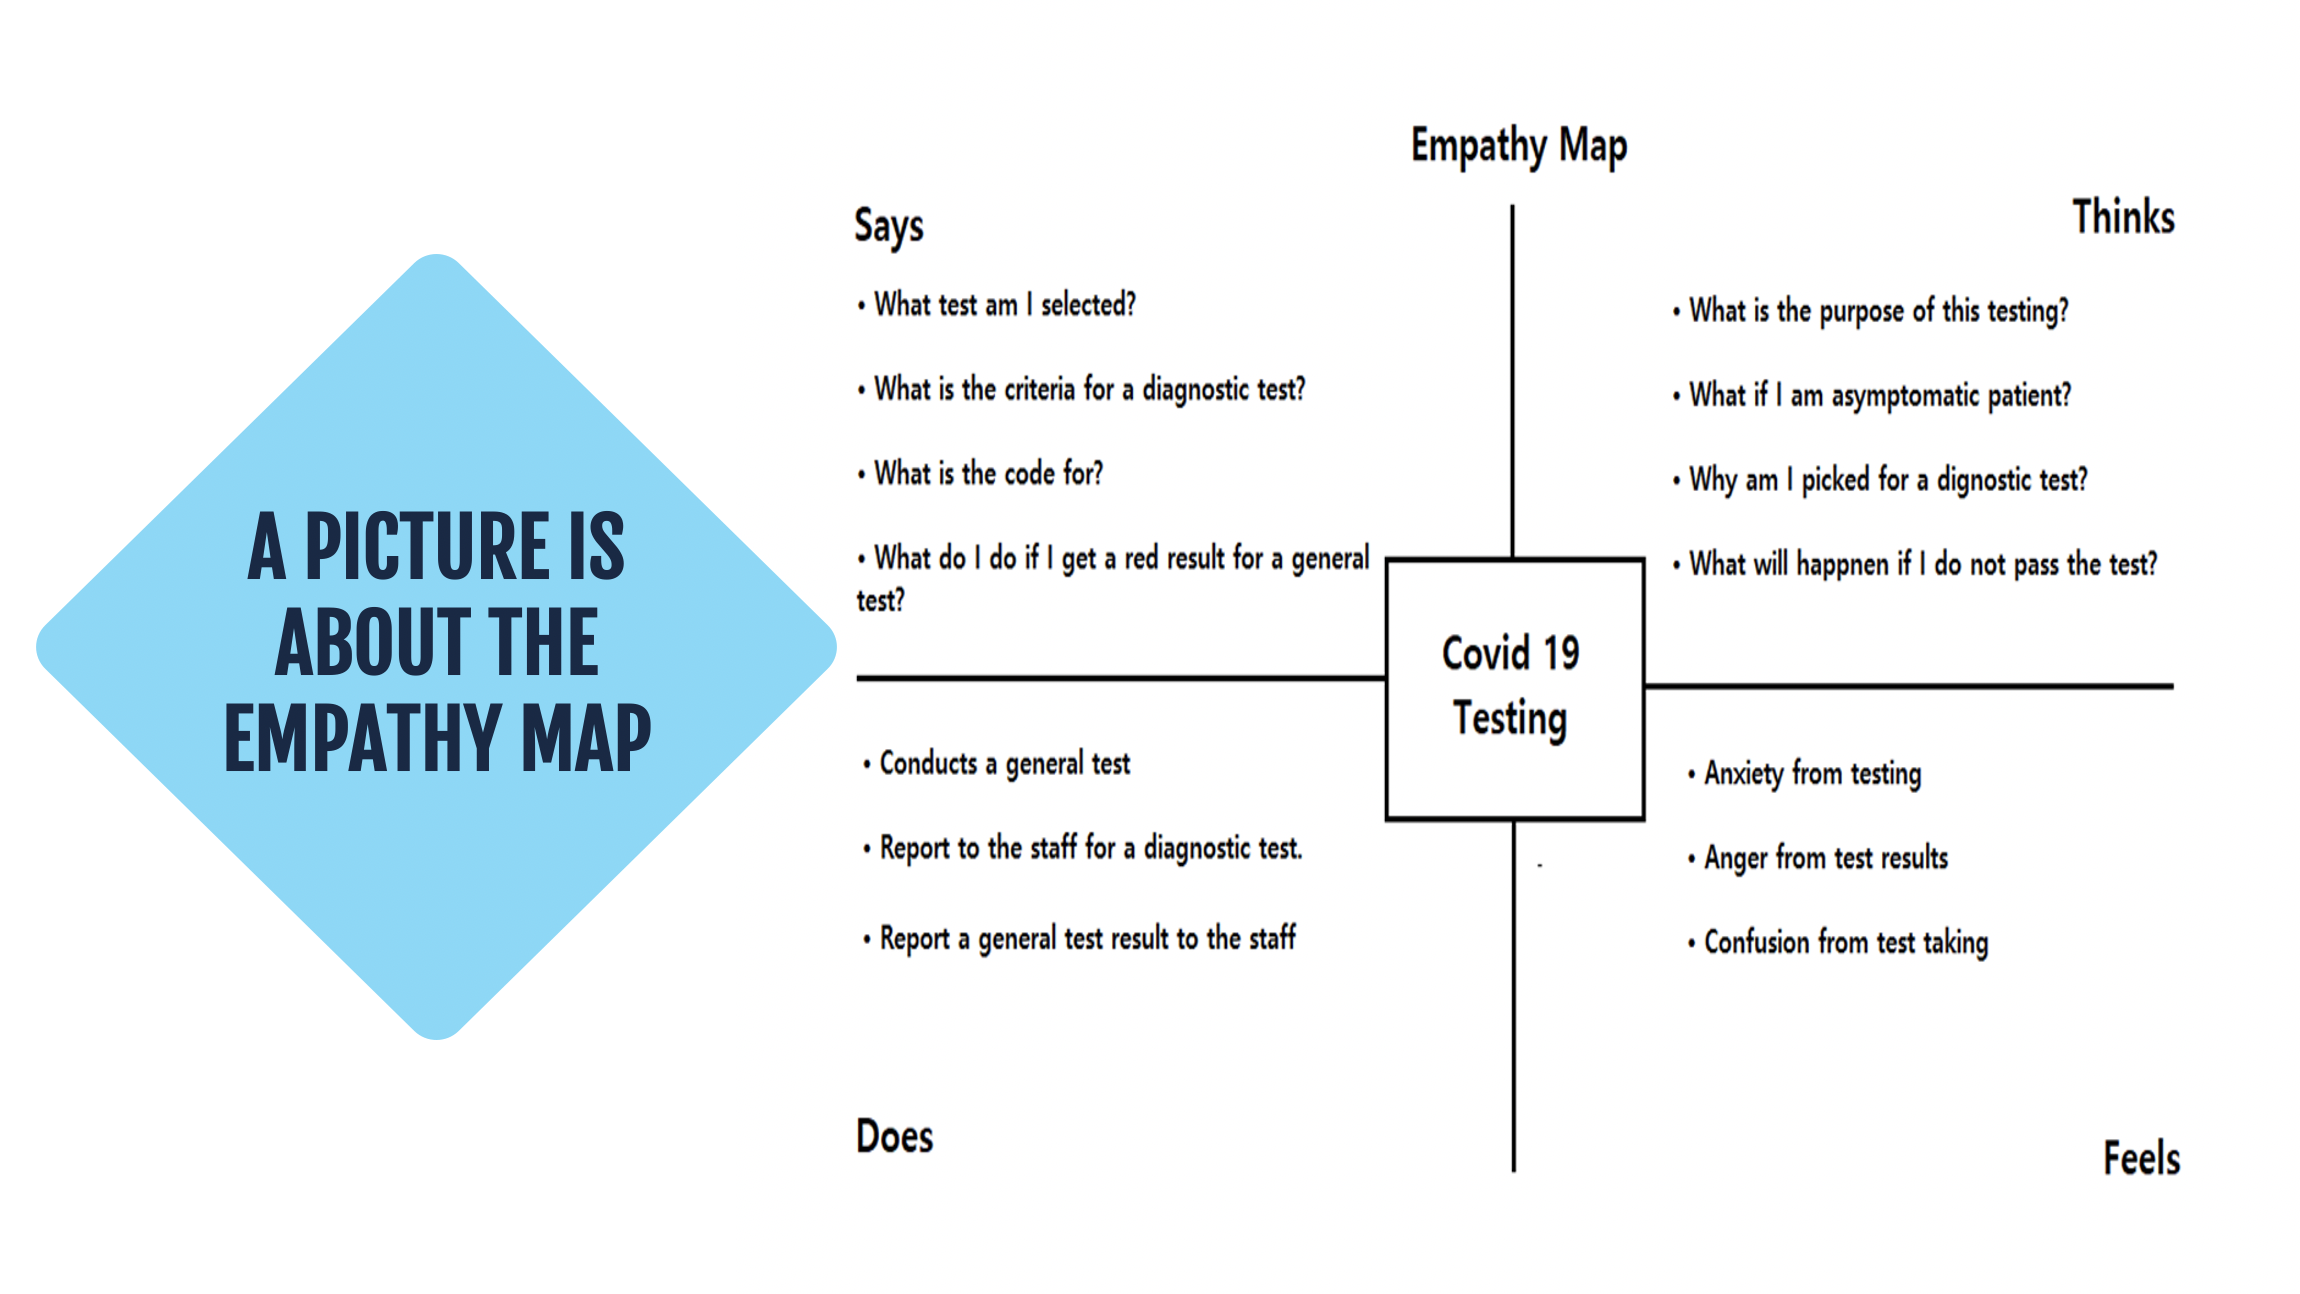 A PICTURE IS
ABOUT THE
EMPATHY MAP
Empathy Map
Says
• What test am I selected?
• What is the criteria for a diagnostic test?
• What is the code for?
• What do I do if I get a red result for a general
test?
Thinks
• What is the purpose of this testing?
• What if I am asymptomatic patient?
• Why am I picked for a dignostic test?
• What will happnen if I do not pass the test?
Covid 19
Testing
• Conducts a general test
• Report to the staff for a diagnostic test.
• Report a general test result to the staff
Does
• Anxiety from testing
• Anger from test results
• Confusion from test taking
Feels